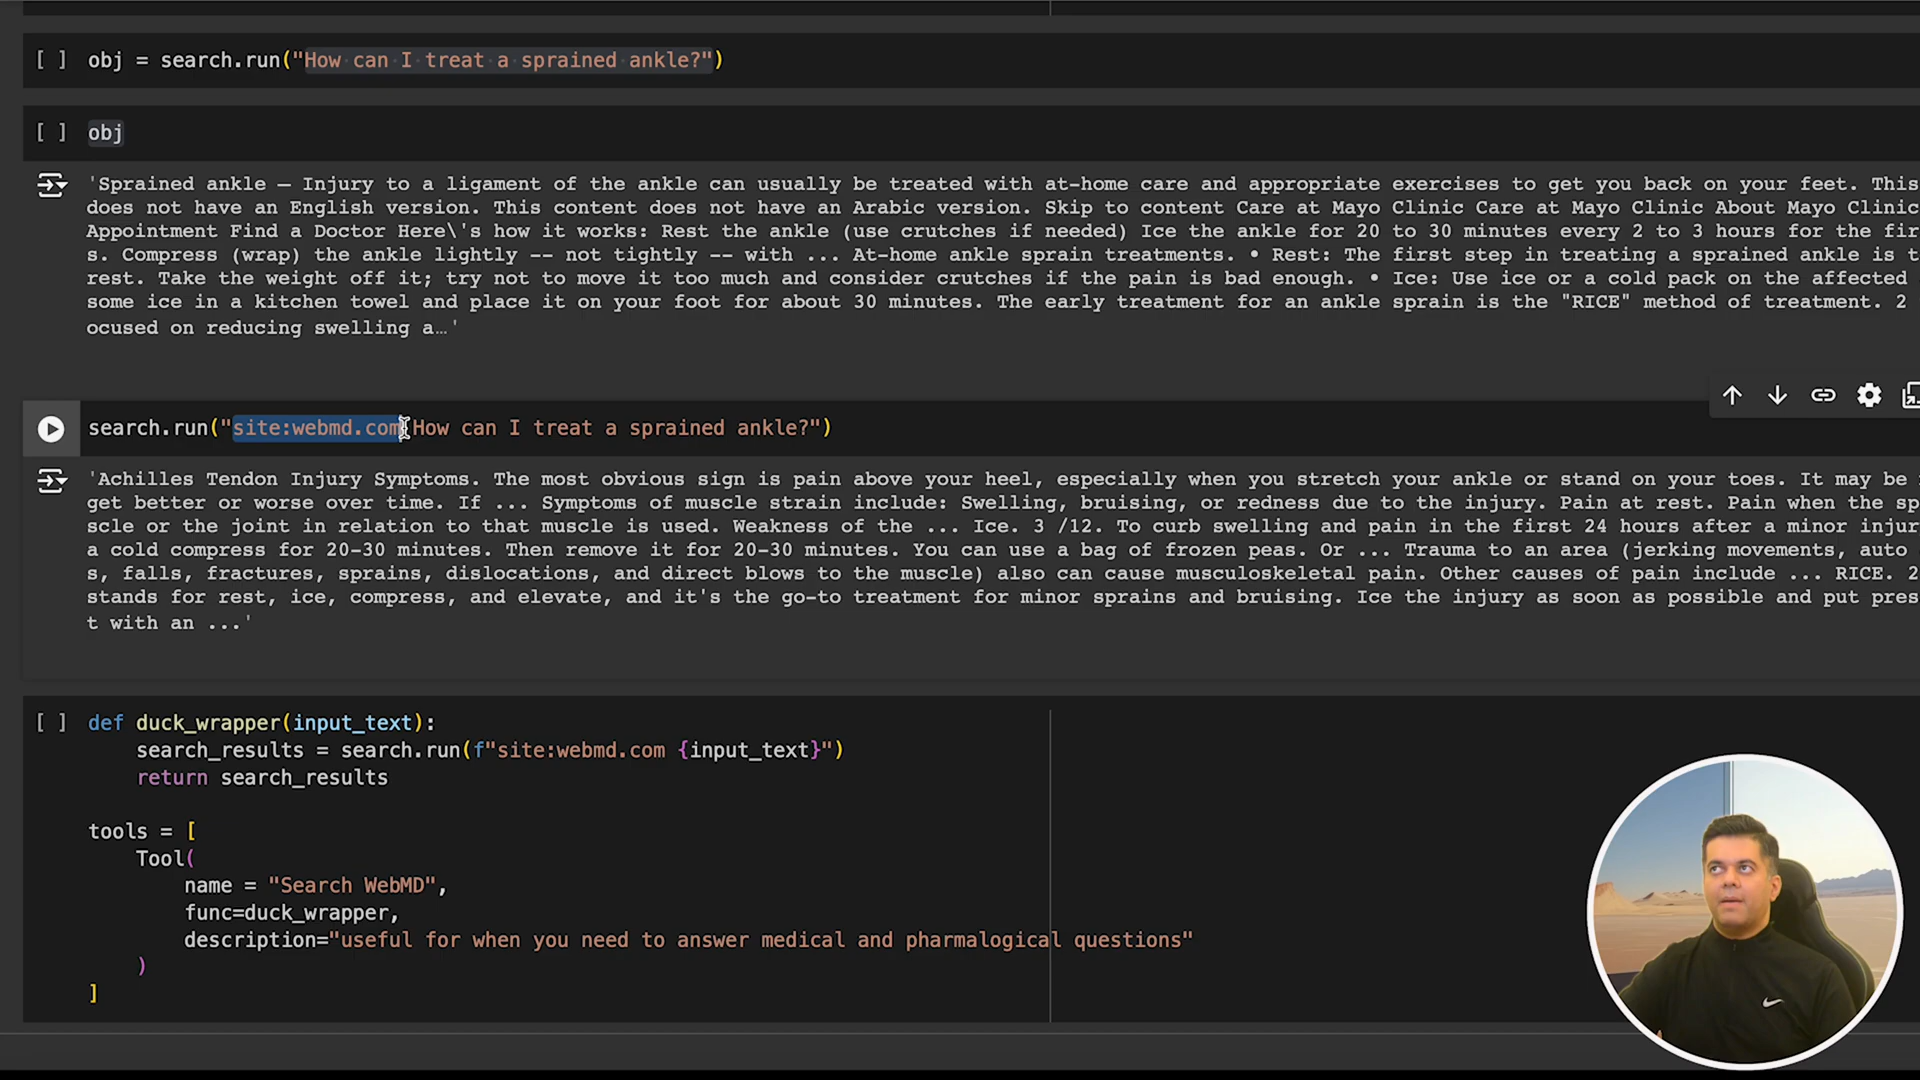 [ ] obj = search.run("How can I treat a sprained ankle?")
[ ] obj
'Sprained ankle — Injury to a ligament of the ankle can usually be treated with at-home care and appropriate exercises to get you back on your feet. This
does not have an English version. This content does not have an Arabic version. Skip to content Care at Mayo Clinic Care at Mayo Clinic About Mayo Clinic
Appointment Find a Doctor Here\'s how it works: Rest the ankle (use crutches if needed) Ice the ankle for 20 to 30 minutes every 2 to 3 hours for the fir
s. Compress (wrap) the ankle lightly -- not tightly -- with ... At-home ankle sprain treatments. • Rest: The first step in treating a sprained ankle is t
rest. Take the weight off it; try not to move it too much and consider crutches if the pain is bad enough. • Ice: Use ice or a cold pack on the affected
some ice in a kitchen towel and place it on your foot for about 30 minutes. The early treatment for an ankle sprain is the "RICE" method of treatment. 2
ocused on reducing swelling a…'
search.run("site:webmd.com How can I treat a sprained ankle?")
'Achilles Tendon Injury Symptoms. The most obvious sign is pain above your heel, especially when you stretch your ankle or stand on your toes. It may be
get better or worse over time. If ... Symptoms of muscle strain include: Swelling, bruising, or redness due to the injury. Pain at rest. Pain when the sp
scle or the joint in relation to that muscle is used. Weakness of the ... Ice. 3 /12. To curb swelling and pain in the first 24 hours after a minor injur
a cold compress for 20-30 minutes. Then remove it for 20-30 minutes. You can use a bag of frozen peas. Or ... Trauma to an area (jerking movements, auto
s, falls, fractures, sprains, dislocations, and direct blows to the muscle) also can cause musculoskeletal pain. Other causes of pain include ... RICE. 2
stands for rest, ice, compress, and elevate, and it's the go-to treatment for minor sprains and bruising. Ice the injury as soon as possible and put pres
t with an ...'
[ ] def duck_wrapper(input_text):
search_results = search.run(f"site:webmd.com {input_text}")
return search_results
tools = [
Tool(
name = "Search WebMD",
func=duck_wrapper,
description="useful for when you need to answer medical and pharmalogical questions"
)
]